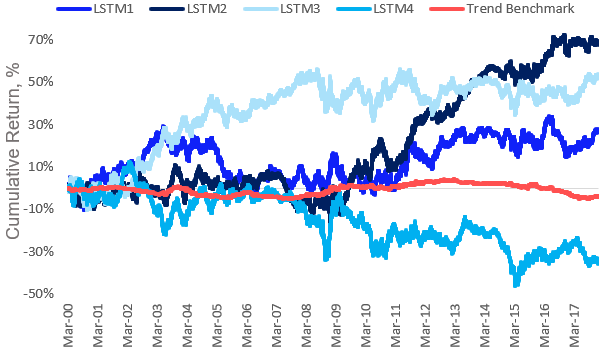 LSTM1 LSTM2 LSTM3 LSTM4 Trend Benchmark
Cumulative Return, %
70%
50%
30%
10%
-10%
-30%
-50%
Mar-00 Mar-01 Mar-02 Mar-03 Mar-04 Mar-05 Mar-06 Mar-07 Mar-08 Mar-09 Mar-10 Mar-11 Mar-12 Mar-13 Mar-14 Mar-15 Mar-16 Mar-17